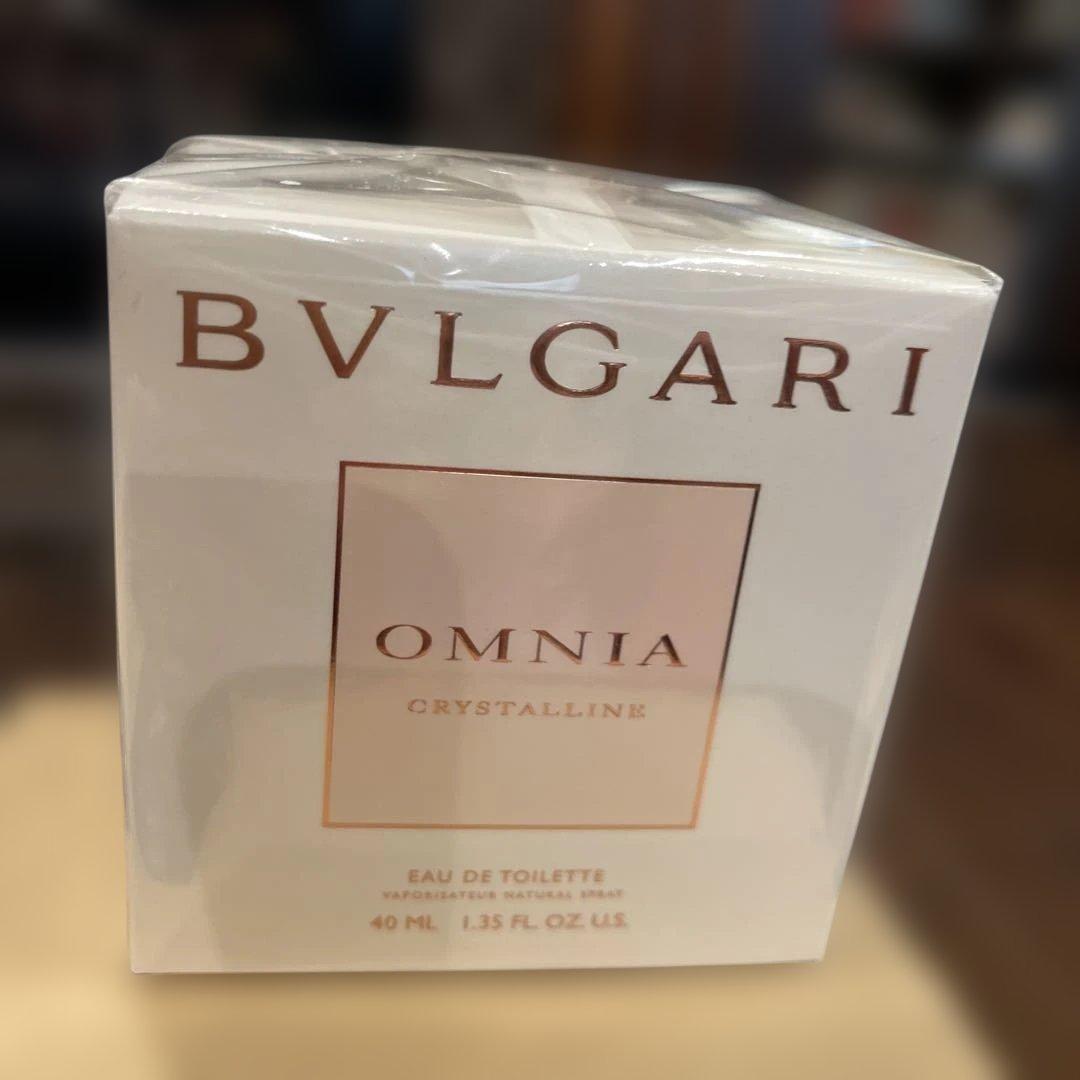 BVLGARI
OMNIA
CRYSTALLINE
EAU DE TOILETTE
VAPORISATEUR NATURAL SPRAY
40 ML 1.35 FL. OZ. U.S.